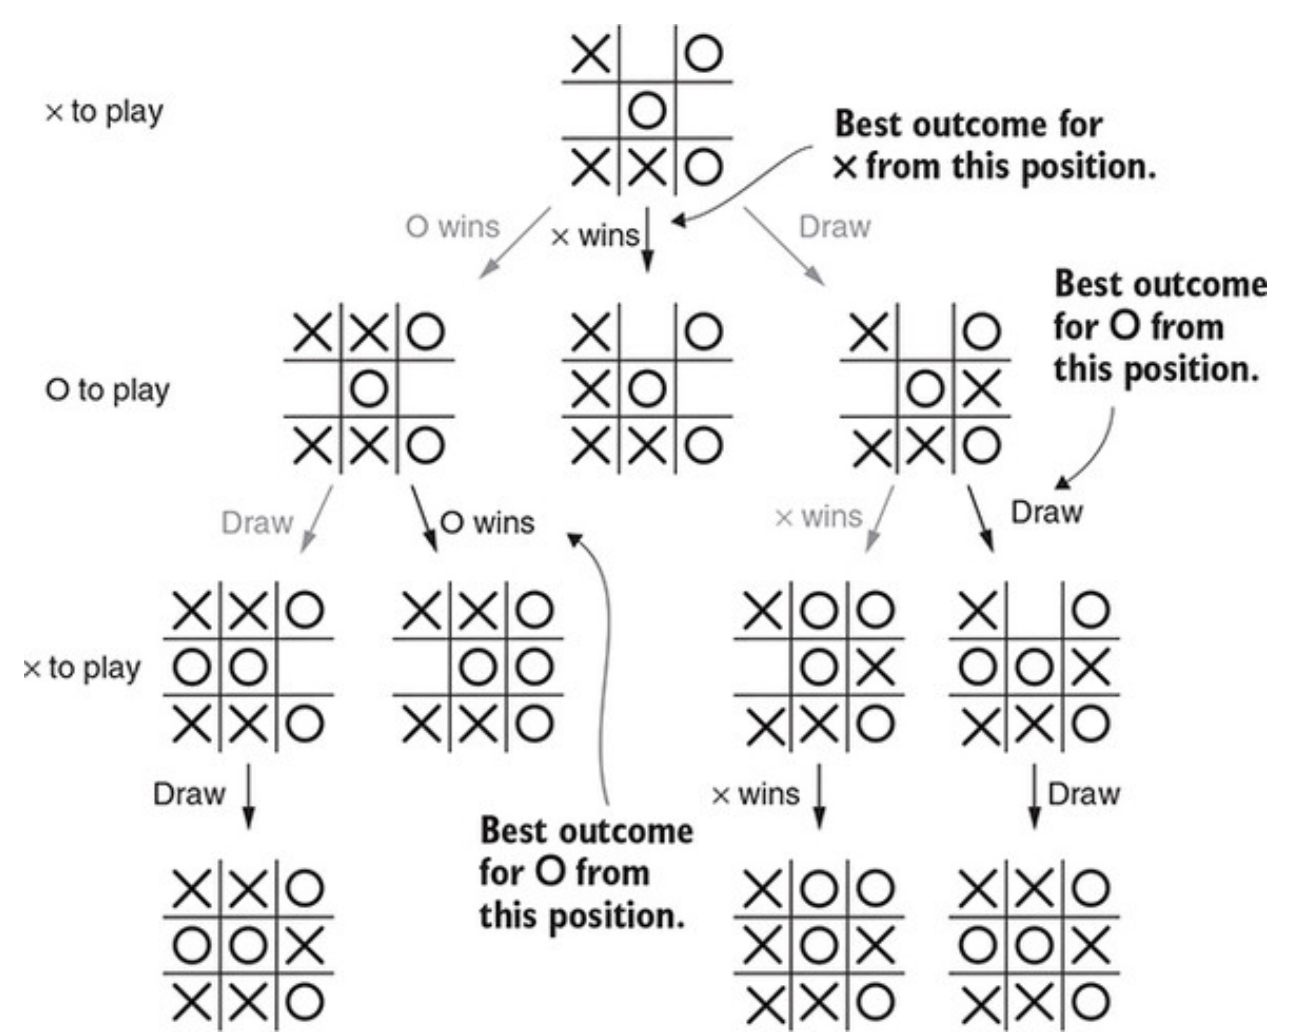 X O
× to play
O
Best outcome for
× from this position.
X X O
O wins
× wins
Draw
Best outcome
for O from
this position.
X X O
X O
X O
O to play
O
X O
O X
X X O
X X O
X X O
Draw
O wins
× wins
Draw
X X O
X X O
X O O
X O
× to play
O O
O O
O X
O O X
X X O
X X O
X X O
X X O
Draw
× wins
Draw
Best outcome
for O from
this position.
X X O
X O O
X X O
O O X
X O X
O O X
X X O
X X O
X X O